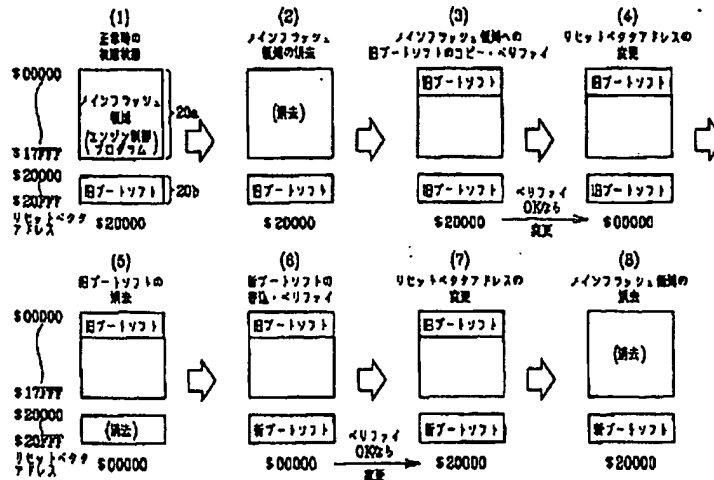 (1)
正常時の
初期状態
(2)
メインフラッシュ
領域の消去
(3)
メインフラッシュ領域への
旧ブートソフトのコピー・ベリファイ
(4)
リセットベクタアドレスの
変更
$00000
メインフラッシュ
領域
(エンジン制御
プログラム)
20a
(消去)
旧ブートソフト
旧ブートソフト
$17FFF
$20000
$20FFF
旧ブートソフト
20b
旧ブートソフト
旧ブートソフト
旧ブートソフト
リセットベクタ
アドレス
$20000
$20000
$20000
ベリファイ
OKなら
変更
$00000
(5)
旧ブートソフトの
消去
(6)
新ブートソフトの
書込・ベリファイ
(7)
リセットベクタアドレスの
変更
(8)
メインフラッシュ領域の
消去
$00000
旧ブートソフト
旧ブートソフト
旧ブートソフト
(消去)
$17FFF
$20000
$20FFF
(消去)
新ブートソフト
新ブートソフト
新ブートソフト
リセットベクタ
アドレス
$00000
$00000
ベリファイ
OKなら
変更
$20000
$20000